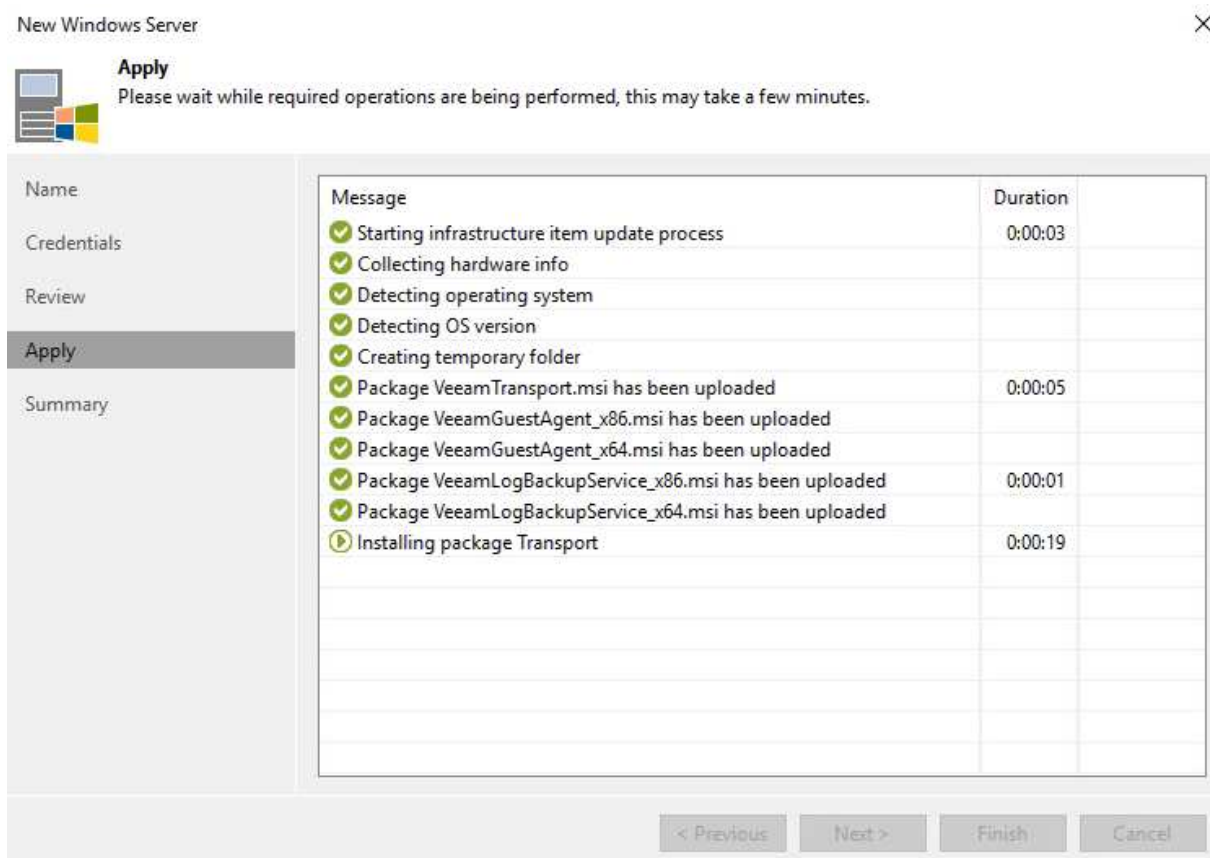 New Windows Server
Apply
Please wait while required operations are being performed, this may take a few minutes.
Name
Credentials
Review
Apply
Summary
Message Duration
Starting infrastructure item update process 0:00:03
Collecting hardware info
Detecting operating system
Detecting OS version
Creating temporary folder
Package VeeamTransport.msi has been uploaded 0:00:05
Package VeeamGuestAgent_x86.msi has been uploaded
Package VeeamGuestAgent_x64.msi has been uploaded
Package VeeamLogBackupService_x86.msi has been uploaded 0:00:01
Package VeeamLogBackupService_x64.msi has been uploaded
Installing package Transport 0:00:19
< Previous Next > Finish Cancel